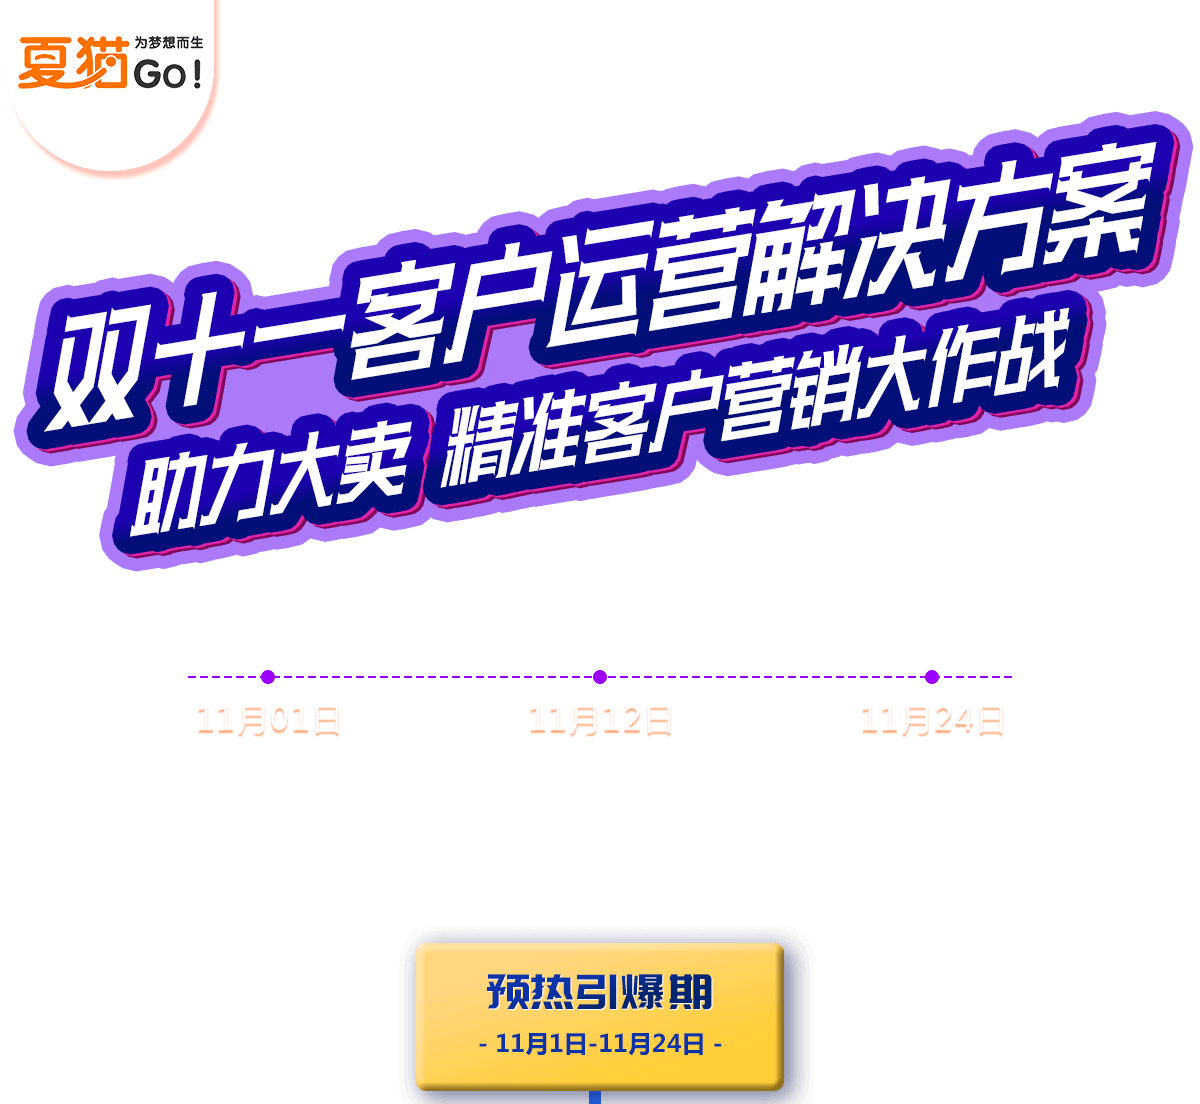 夏猫
为梦想而生
GO!
双十一客户运营解决方案
助力大卖 精准客户营销大作战
11月01日 11月12日 11月24日
预热引爆期
- 11月1日-11月24日 -